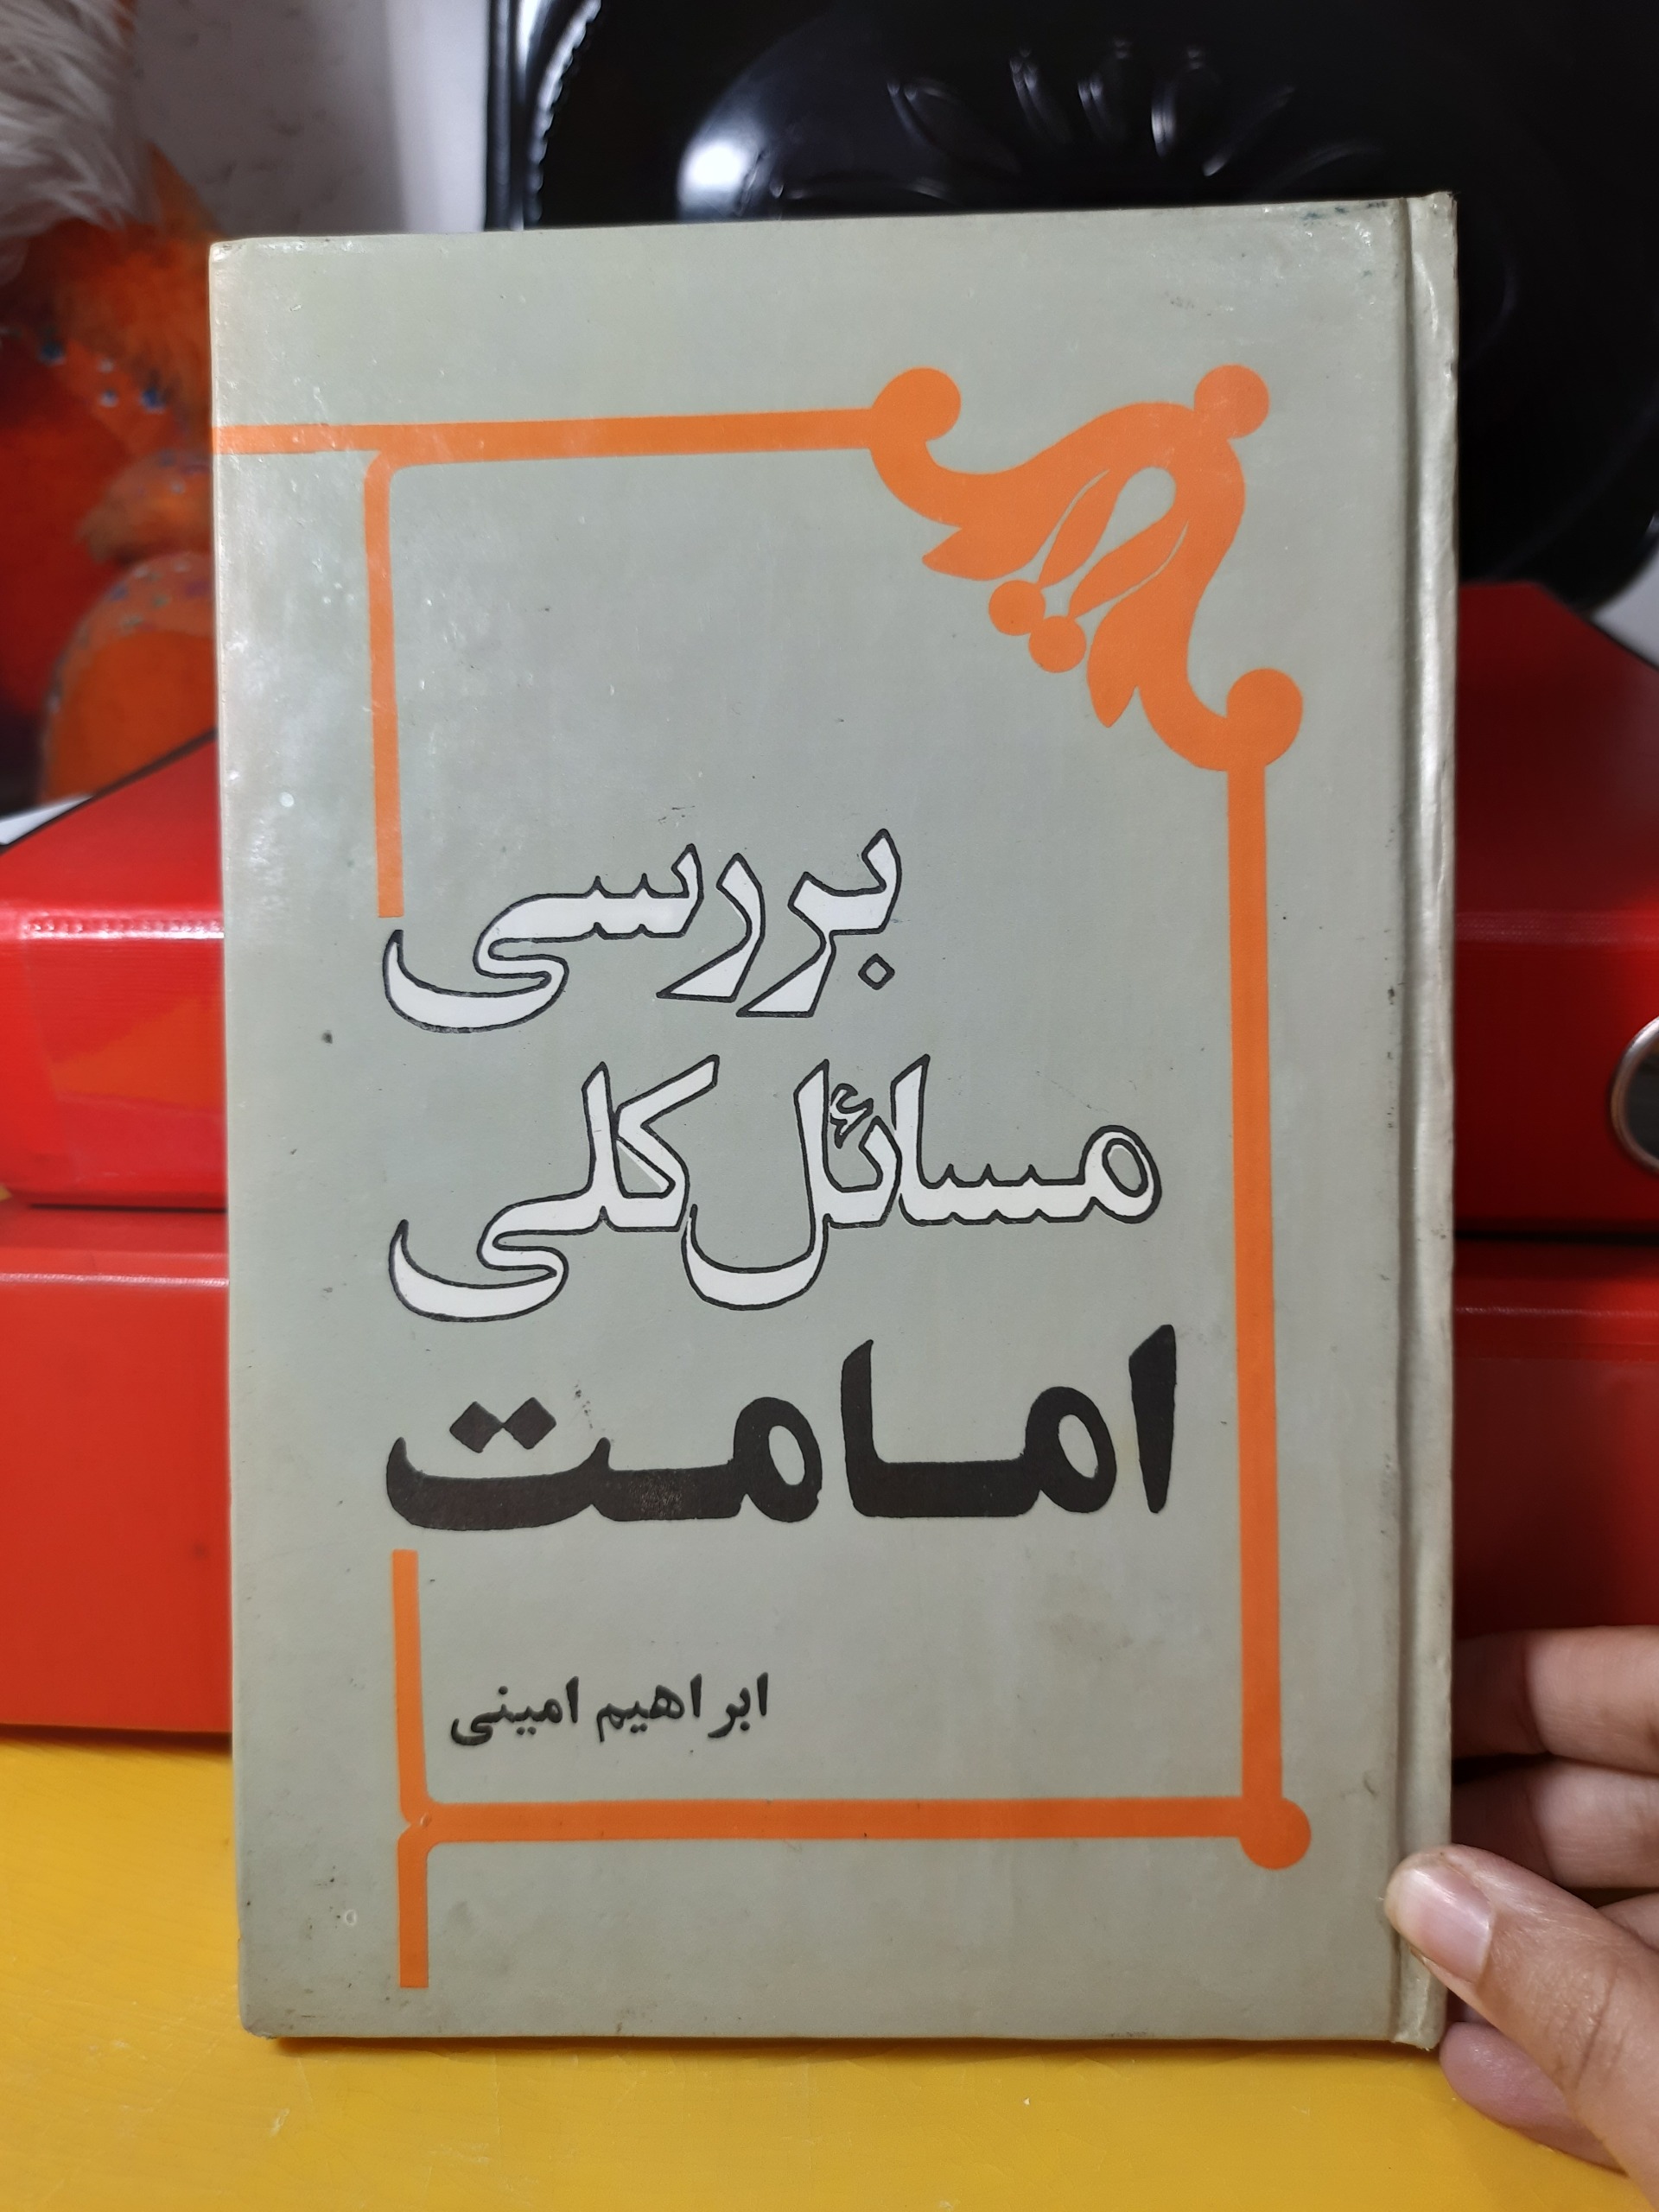 بررسی
مسائل کلی
امامت
ابراهیم امینی